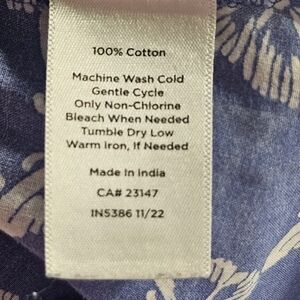 100% Cotton
Machine Wash Cold
Gentle Cycle
Only Non-Chlorine
Bleach When Needed
Tumble Dry Low
Warm Iron, If Needed
Made in India
CA# 23147
IN5386 11/22